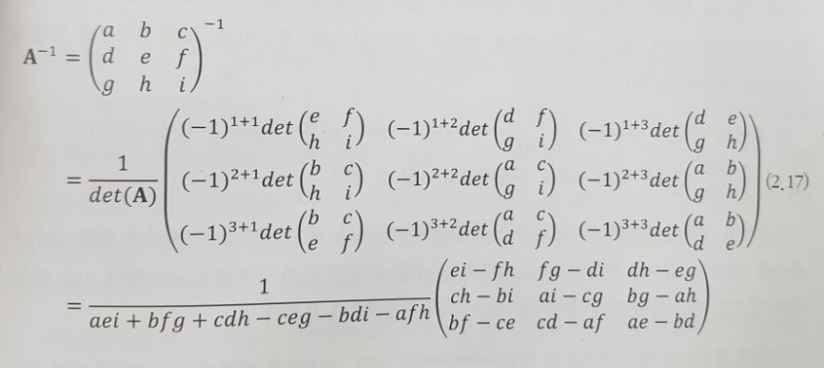 A⁻¹ = (a b c; d e f; g h i)⁻¹
= 1/det(A) ((-1)¹⁺¹det(e f; h i) (-1)¹⁺²det(d f; g i) (-1)¹⁺³det(d e; g h);
(-1)²⁺¹det(b c; h i) (-1)²⁺²det(a c; g i) (-1)²⁺³det(a b; g h);
(-1)³⁺¹det(b c; e f) (-1)³⁺²det(a c; d f) (-1)³⁺³det(a b; d e)) (2.17)
= 1/(aei + bfg + cdh − ceg − bdi − afh) (ei − fh fg − di dh − eg;
ch − bi ai − cg bg − ah;
bf − ce cd − af ae − bd)